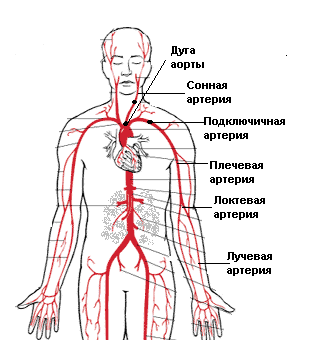 Дуга
аорты
Сонная
артерия
Подключичная
артерия
Плечевая
артерия
Локтевая
артерия
Лучевая
артерия